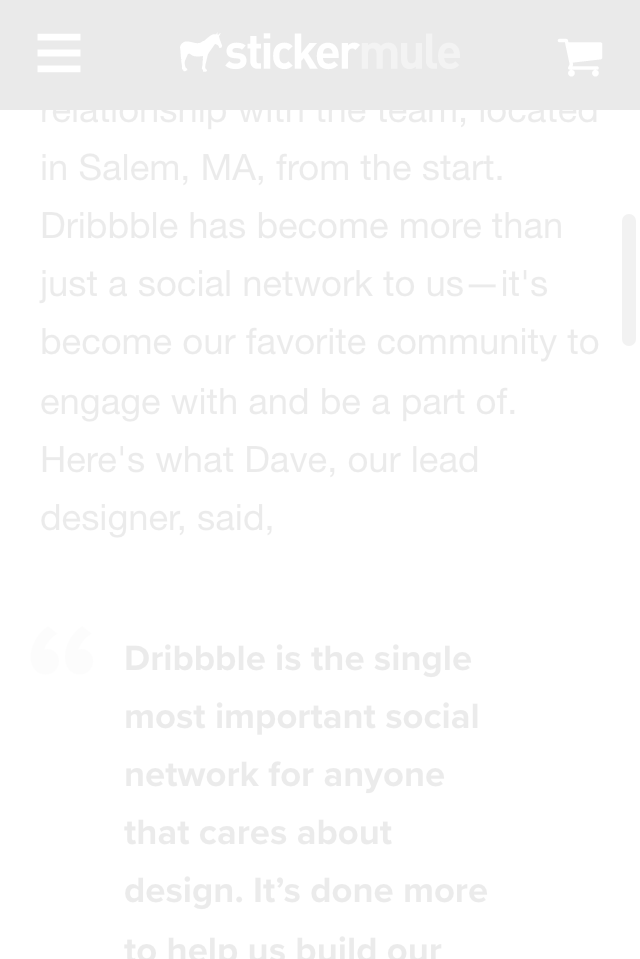 stickermule
relationship with the team, located
in Salem, MA, from the start.
Dribbble has become more than
just a social network to us—it's
become our favorite community to
engage with and be a part of.
Here's what Dave, our lead
designer, said,
“
Dribbble is the single
most important social
network for anyone
that cares about
design. It’s done more
to help us build our